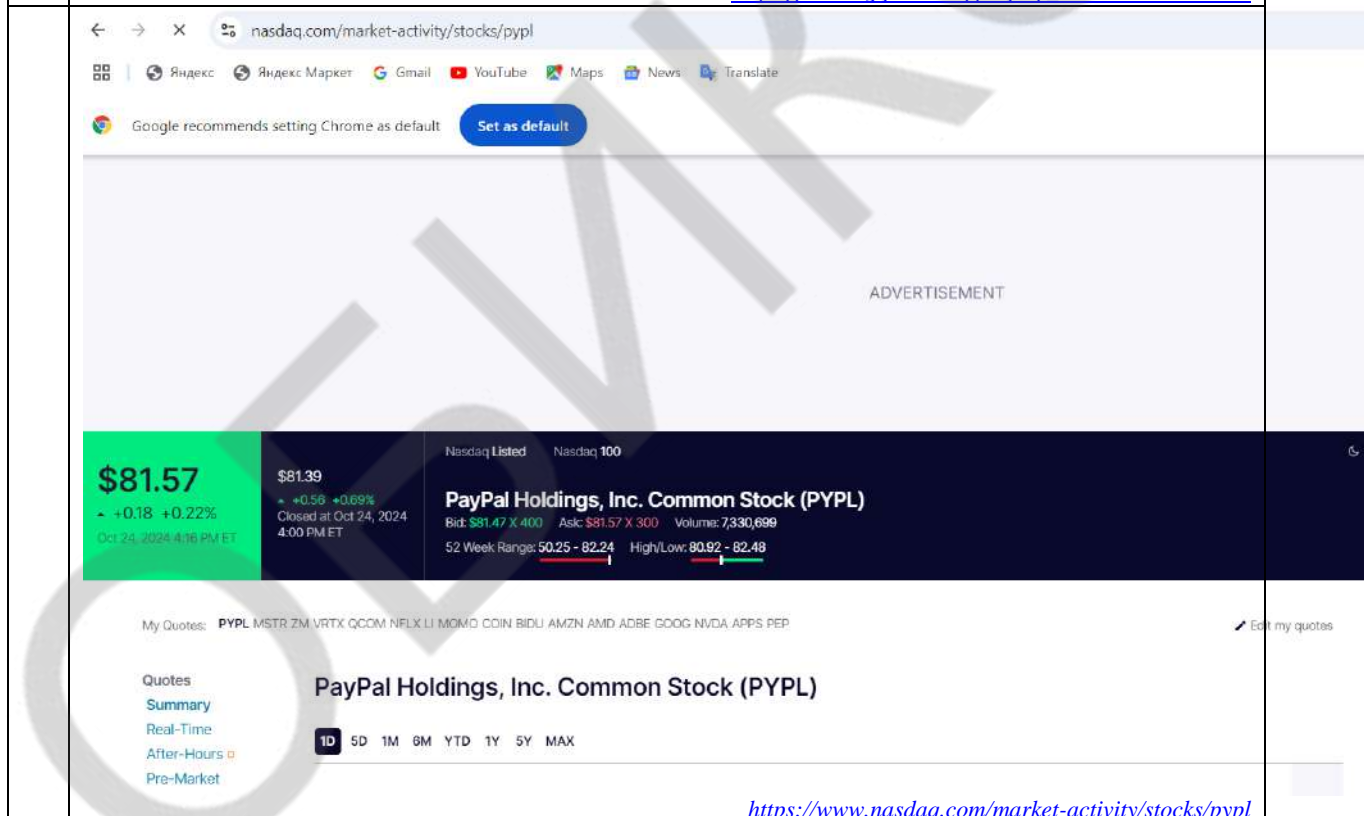 nasdaq.com/market-activity/stocks/pypl
Яндекс Яндекс Маркет Gmail YouTube Maps News Translate
Google recommends setting Chrome as default Set as default
ADVERTISEMENT
$81.57
+0.18 +0.22%
Oct 24, 2024 4:16 PM ET
$81.39
+0.56 +0.69%
Closed at Oct 24, 2024
4:00 PM ET
Nasdaq Listed Nasdaq 100
PayPal Holdings, Inc. Common Stock (PYPL)
Bid: $81.47 X 400 Ask: $81.57 X 300 Volume: 7,330,699
52 Week Range: 50.25 - 82.24 High/Low: 80.92 - 82.48
My Quotes: PYPL MSTR ZM VRTX QCOM NFLX LI MOMO COIN BIDU AMZN AMD ADBE GOOG NVDA APPS PEP
Edit my quotes
Quotes
Summary
Real-Time
After-Hours
Pre-Market
PayPal Holdings, Inc. Common Stock (PYPL)
1D 5D 1M 6M YTD 1Y 5Y MAX
https://www.nasdaq.com/market-activity/stocks/pypl